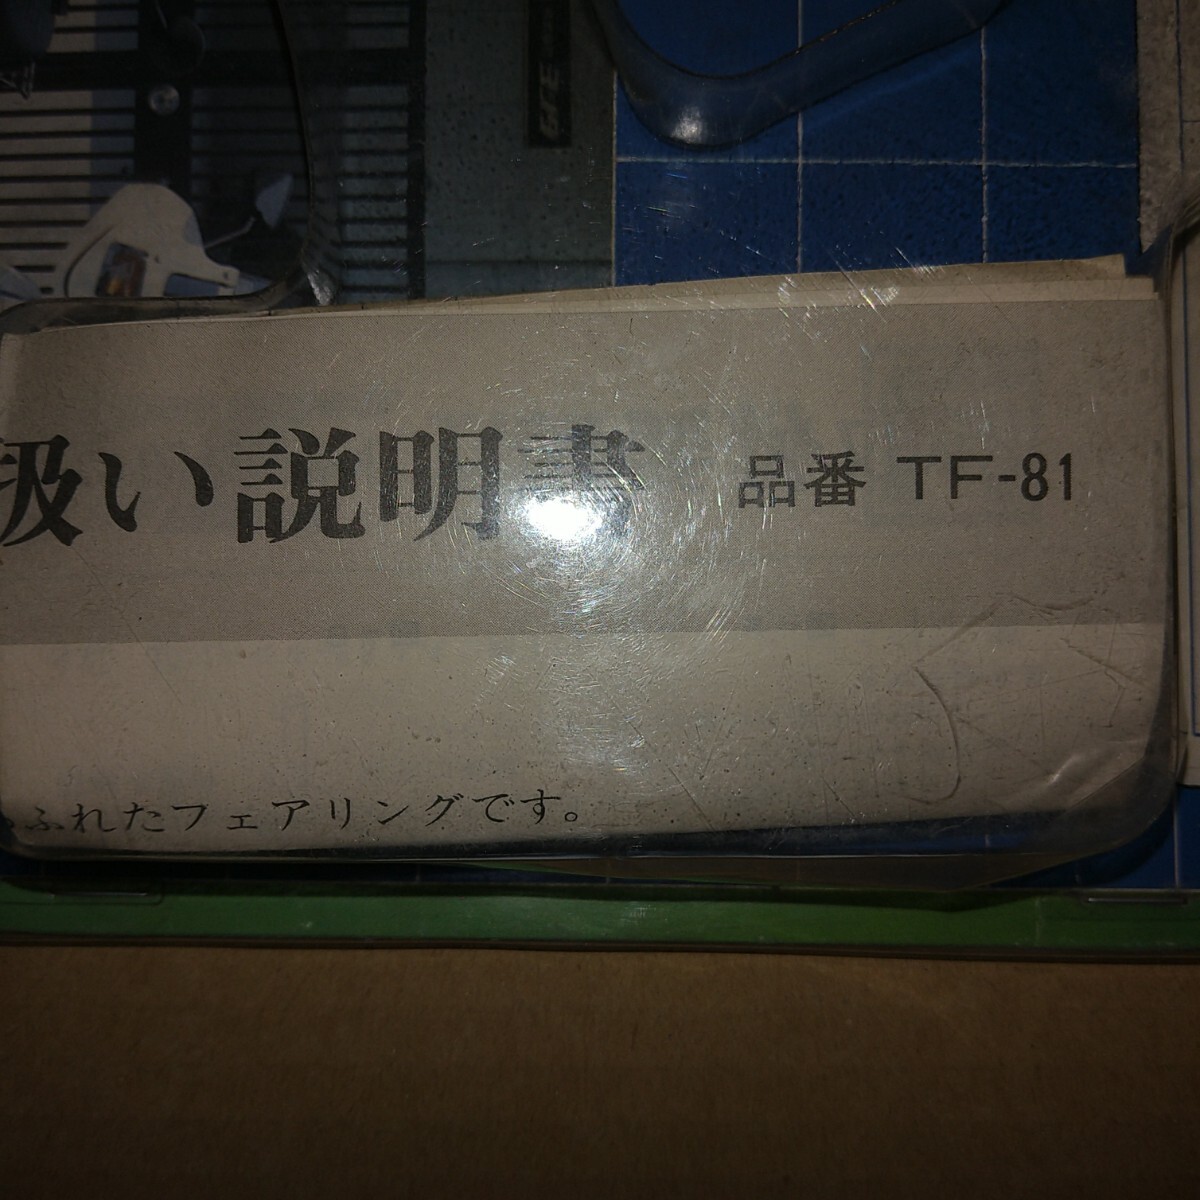 扱い説明書 品番 TF-81
ふれたフェアリングです。